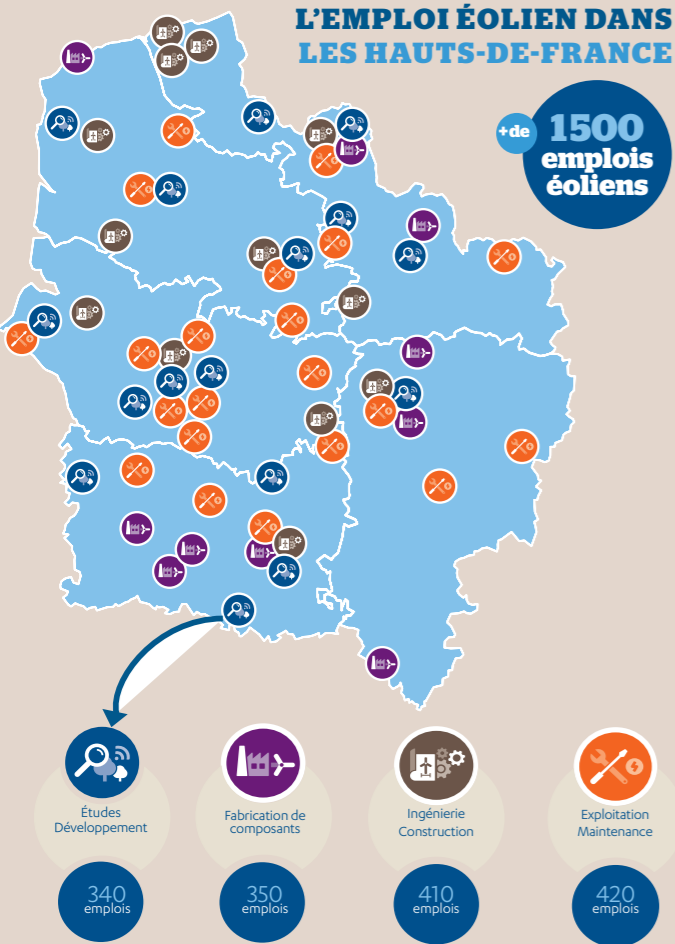 L'EMPLOI ÉOLIEN DANS
LES HAUTS-DE-FRANCE
+de
1500
emplois
éoliens
Études
Développement
Fabrication de
composants
Ingénierie
Construction
Exploitation
Maintenance
340
emplois
350
emplois
410
emplois
420
emplois